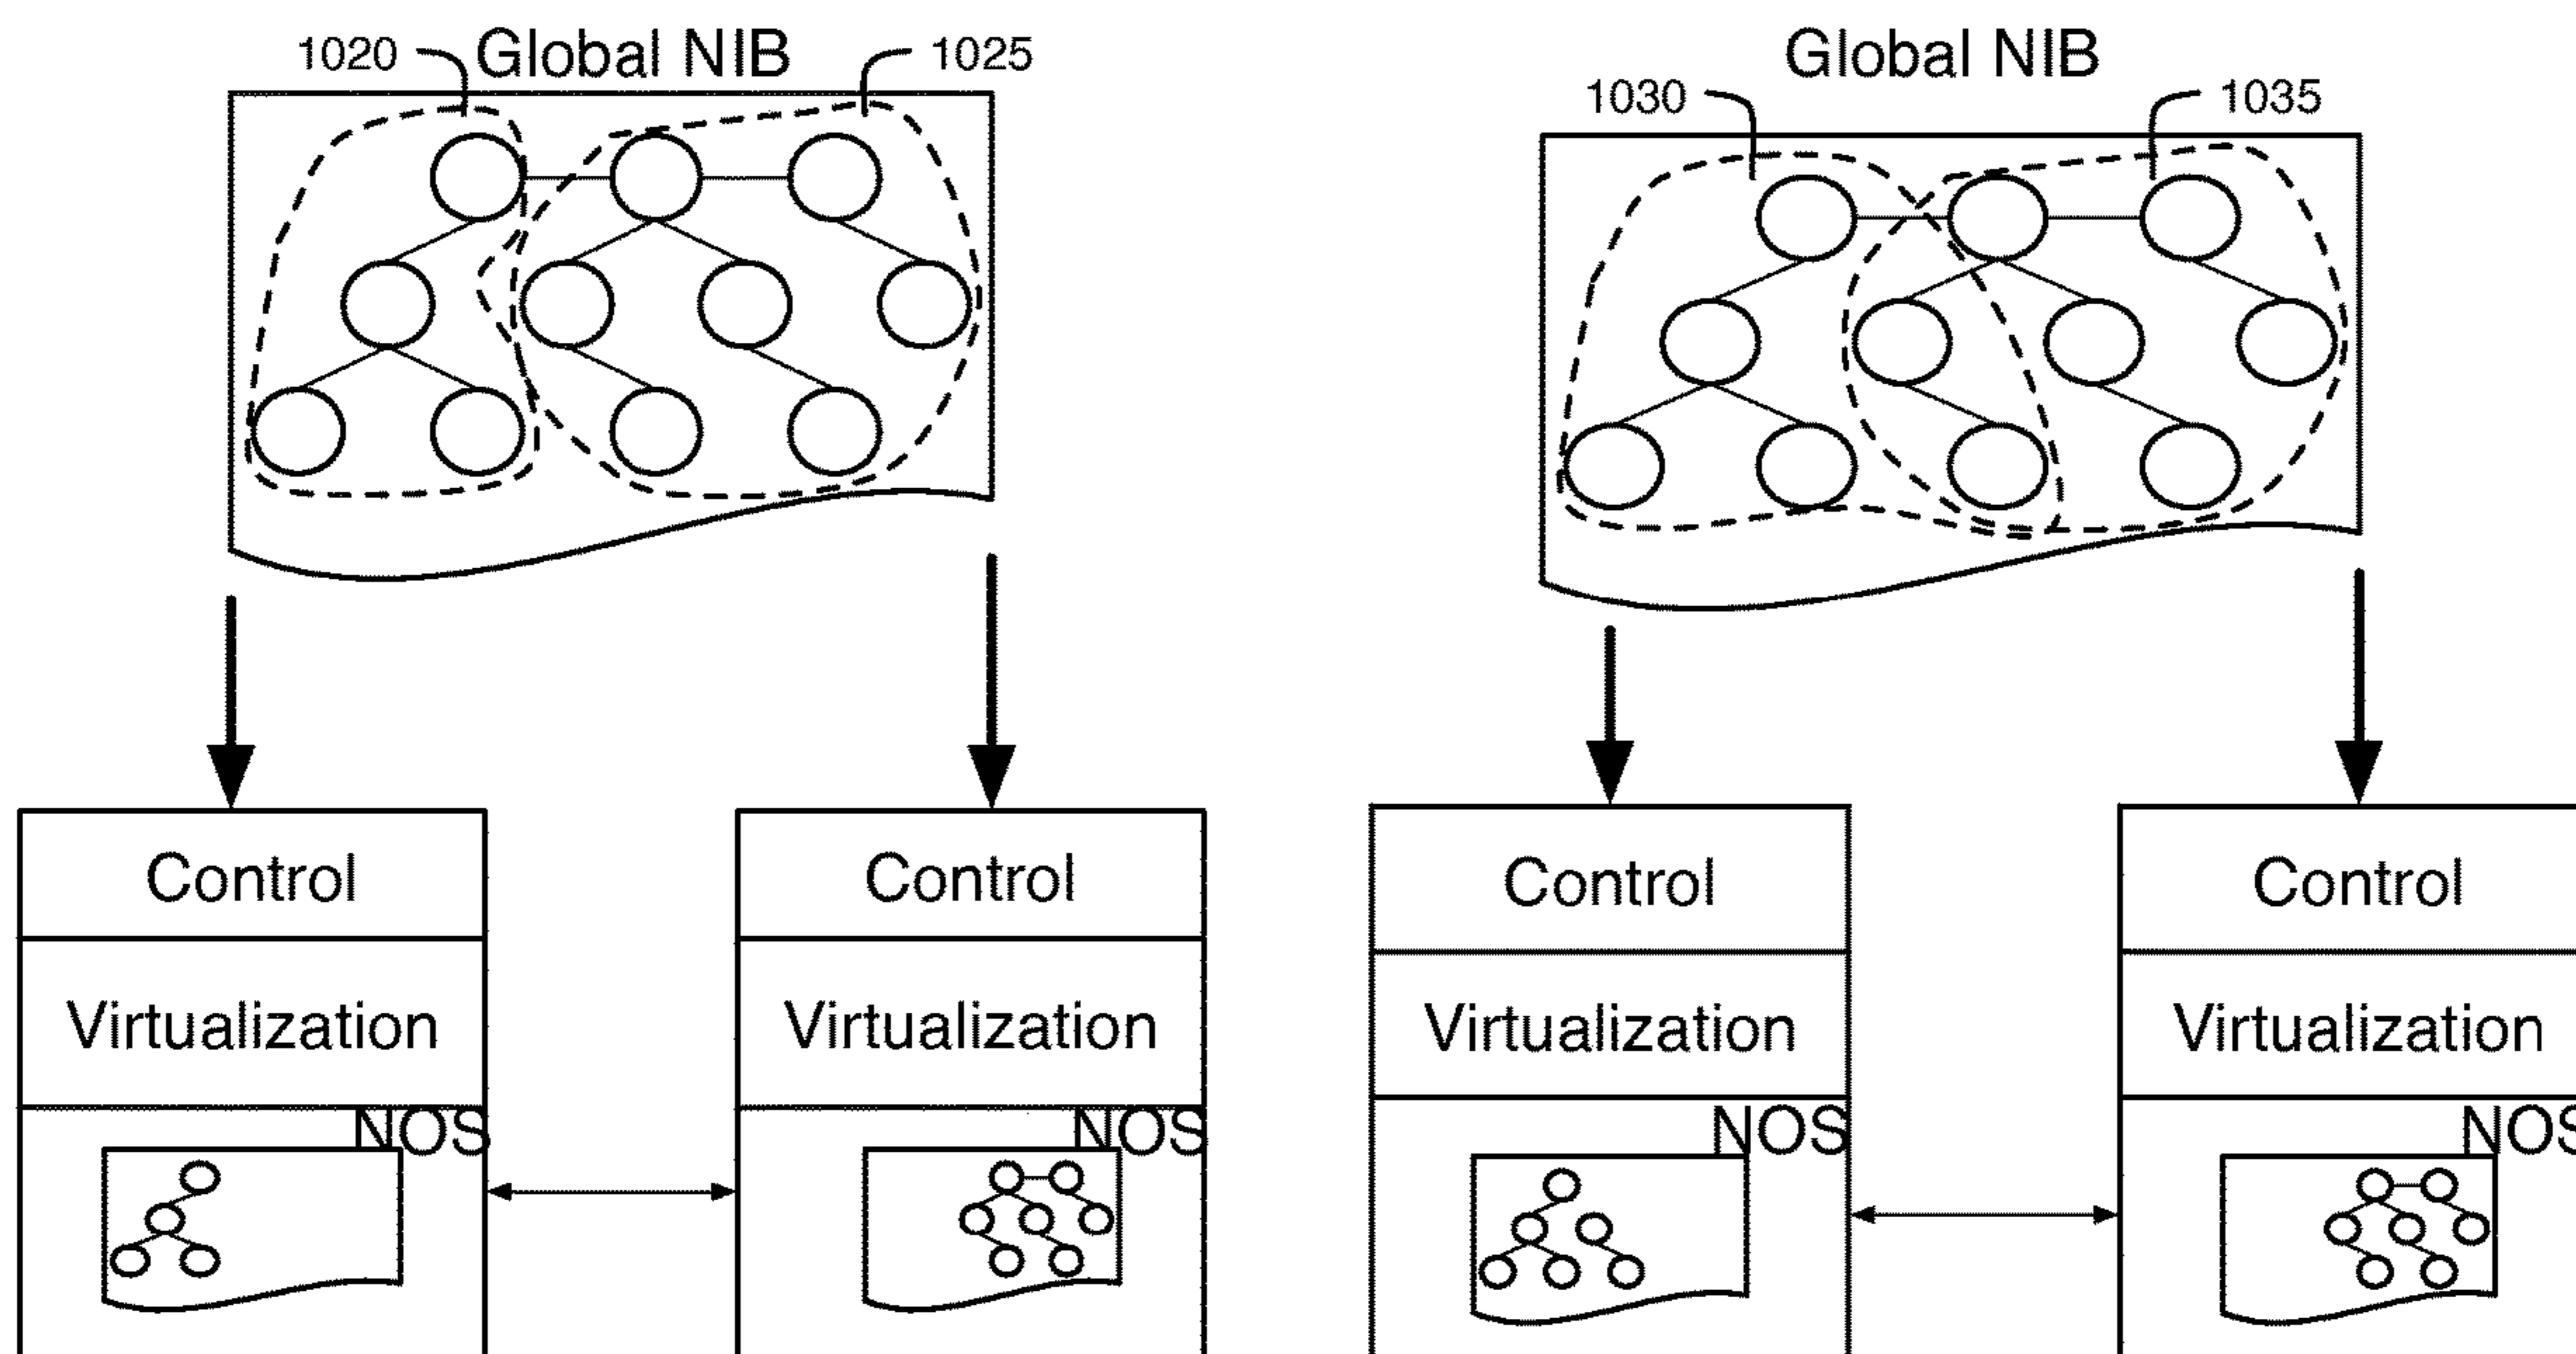 1020 Global NIB 1025
Global NIB
1030 1035
Control
Control
Control
Control
Virtualization
Virtualization
Virtualization
Virtualization
NOS
NOS
NOS
NOS